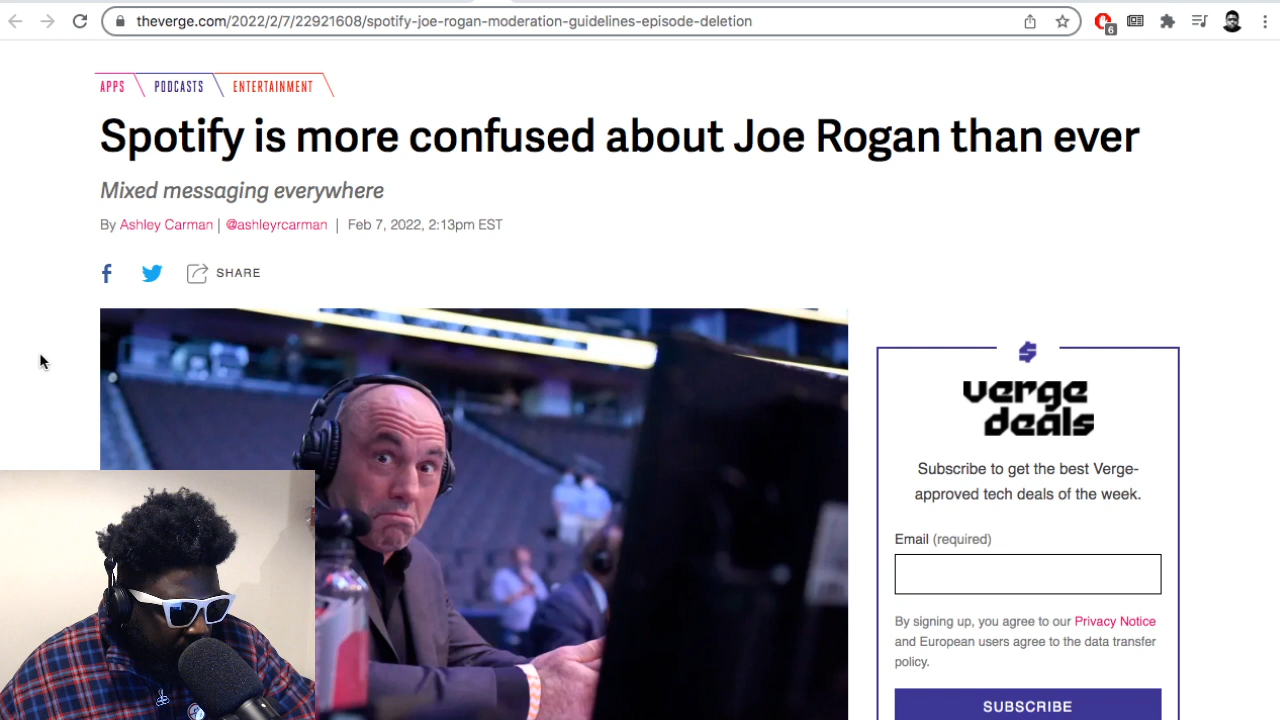 theverge.com/2022/2/7/22921608/spotify-joe-rogan-moderation-guidelines-episode-deletion
6
APPS PODCASTS ENTERTAINMENT
Spotify is more confused about Joe Rogan than ever
Mixed messaging everywhere
By Ashley Carman | @ashleyrcarman | Feb 7, 2022, 2:13pm EST
SHARE
verge
deals
Subscribe to get the best Verge-
approved tech deals of the week.
Email (required)
By signing up, you agree to our Privacy Notice
and European users agree to the data transfer
policy.
SUBSCRIBE